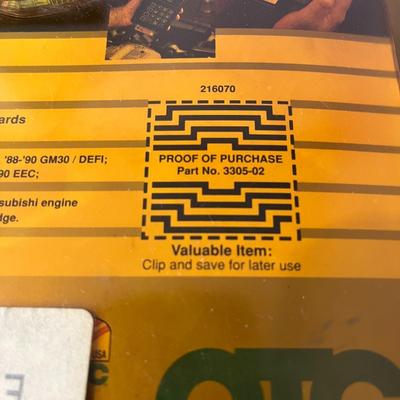 216070
ards
'88-'90 GM30 / DEFI;
90 EEC;
subishi engine
dge.
PROOF OF PURCHASE
Part No. 3305-02
Valuable Item:
Clip and save for later use
USA
C
OTC